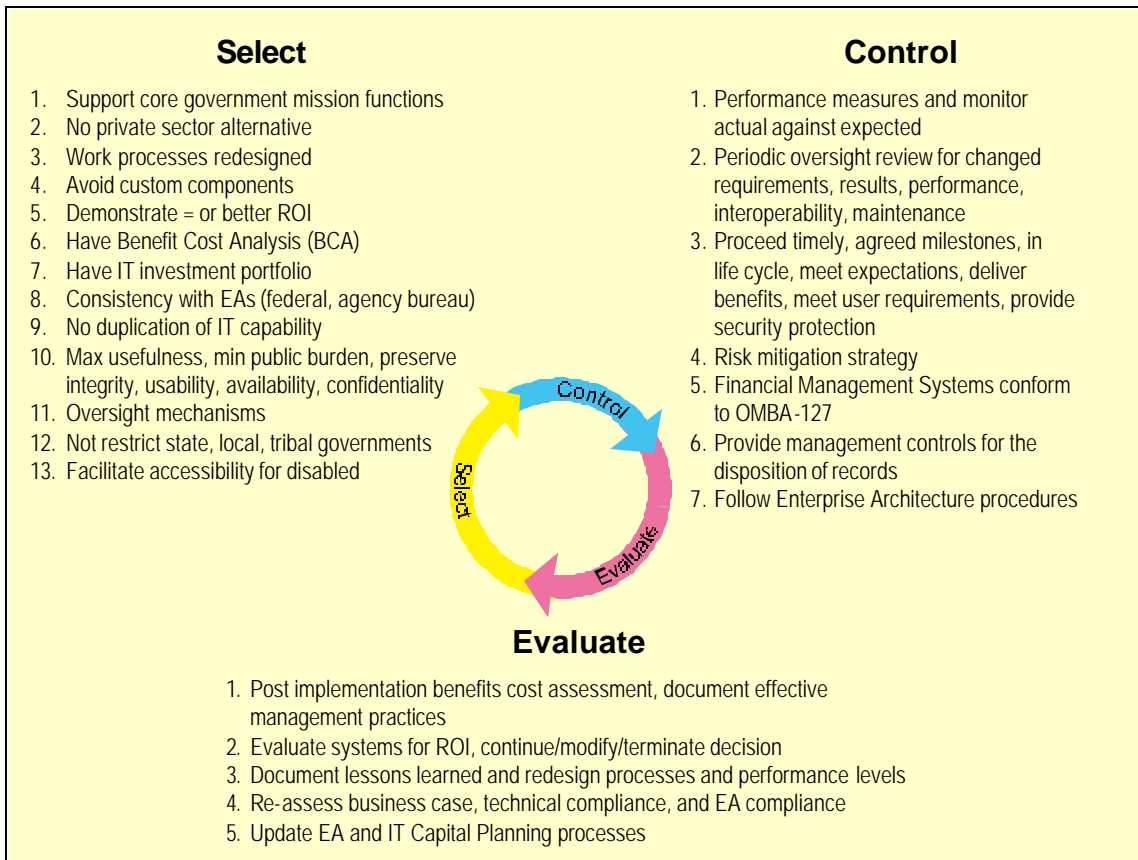 Select
1. Support core government mission functions
2. No private sector alternative
3. Work processes redesigned
4. Avoid custom components
5. Demonstrate = or better ROI
6. Have Benefit Cost Analysis (BCA)
7. Have IT investment portfolio
8. Consistency with EAs (federal, agency bureau)
9. No duplication of IT capability
10. Max usefulness, min public burden, preserve
integrity, usability, availability, confidentiality
11. Oversight mechanisms
12. Not restrict state, local, tribal governments
13. Facilitate accessibility for disabled
Control
1. Performance measures and monitor
actual against expected
2. Periodic oversight review for changed
requirements, results, performance,
interoperability, maintenance
3. Proceed timely, agreed milestones, in
life cycle, meet expectations, deliver
benefits, meet user requirements, provide
security protection
4. Risk mitigation strategy
5. Financial Management Systems conform
to OMBA-127
6. Provide management controls for the
disposition of records
7. Follow Enterprise Architecture procedures
Control
Select
Evaluate
Evaluate
1. Post implementation benefits cost assessment, document effective
management practices
2. Evaluate systems for ROI, continue/modify/terminate decision
3. Document lessons learned and redesign processes and performance levels
4. Re-assess business case, technical compliance, and EA compliance
5. Update EA and IT Capital Planning processes